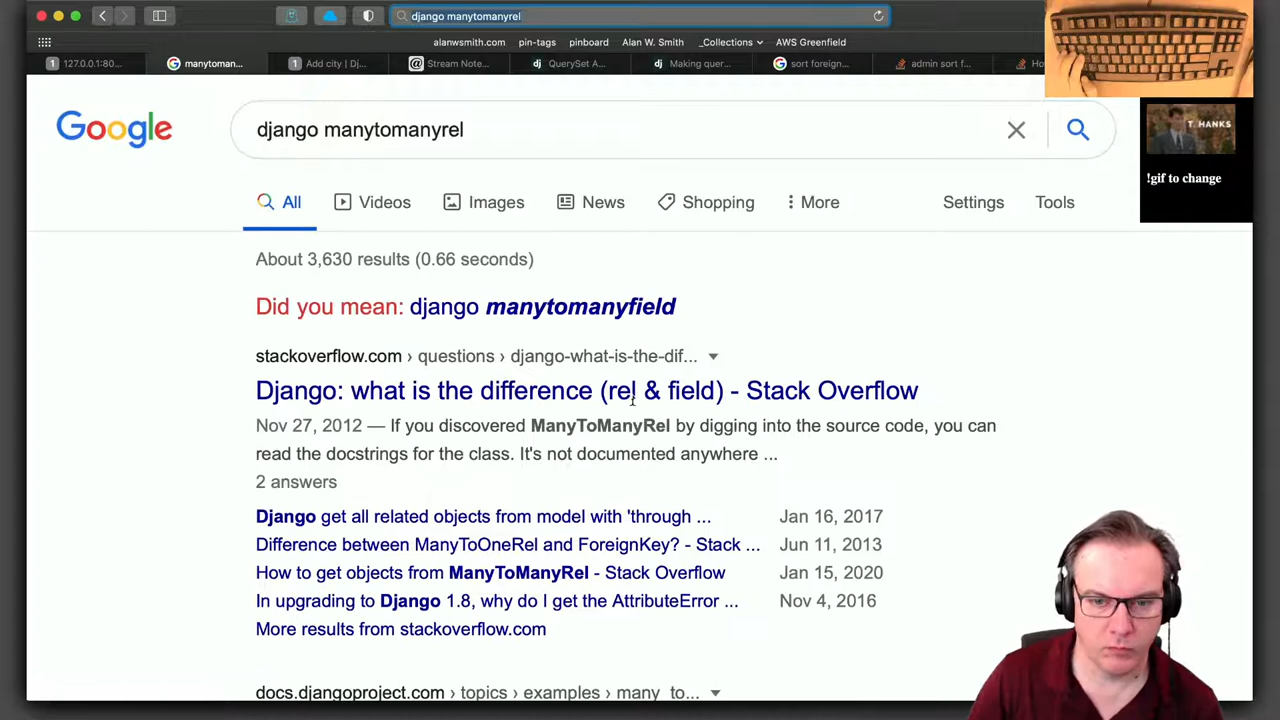 django manytomanyrel
alanwsmith.com pin-tags pinboard Alan W. Smith _Collections AWS Greenfield
1 127.0.0.1:80... manytoman... 1 Add city | Dj... Stream Note... dj QuerySet A... dj Making quer... sort foreign... admin sort f... Ho
Google
django manytomanyrel
T. HANKS
!gif to change
All Videos Images News Shopping More Settings Tools
About 3,630 results (0.66 seconds)
Did you mean: django manytomanyfield
stackoverflow.com › questions › django-what-is-the-dif...
Django: what is the difference (rel & field) - Stack Overflow
Nov 27, 2012 — If you discovered ManyToManyRel by digging into the source code, you can
read the docstrings for the class. It's not documented anywhere ...
2 answers
Django get all related objects from model with 'through ... Jan 16, 2017
Difference between ManyToOneRel and ForeignKey? - Stack ... Jun 11, 2013
How to get objects from ManyToManyRel - Stack Overflow Jan 15, 2020
In upgrading to Django 1.8, why do I get the AttributeError ... Nov 4, 2016
More results from stackoverflow.com
docs.djangoproject.com › topics › examples › many_to...